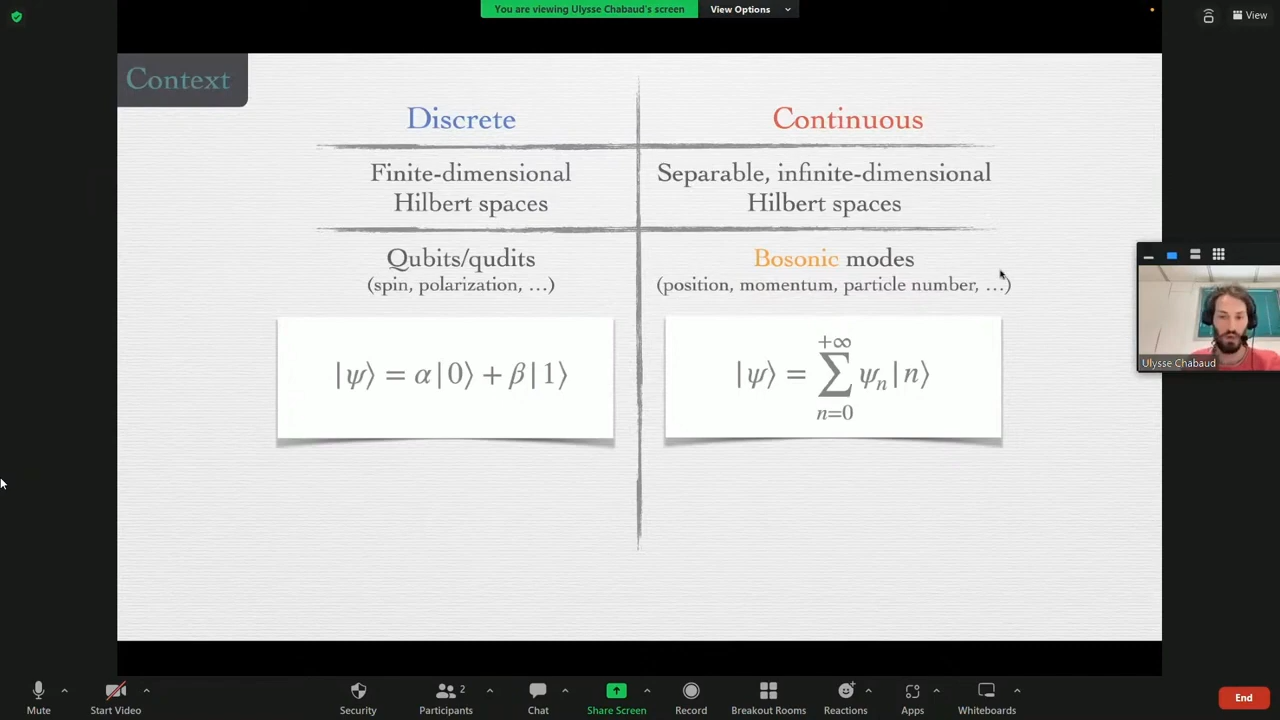 You are viewing Ulysse Chabaud's screen
View Options
View
Context
Discrete
Continuous
Finite-dimensional
Hilbert spaces
Separable, infinite-dimensional
Hilbert spaces
Qubits/qudits
(spin, polarization, …)
Bosonic modes
(position, momentum, particle number, …)
|ψ⟩ = α|0⟩ + β|1⟩
|ψ⟩ = ∑_{n=0}^{+∞} ψ_n|n⟩
Ulysse Chabaud
Mute
Start Video
Security
2
Participants
Chat
Share Screen
Record
Breakout Rooms
Reactions
Apps
Whiteboards
End